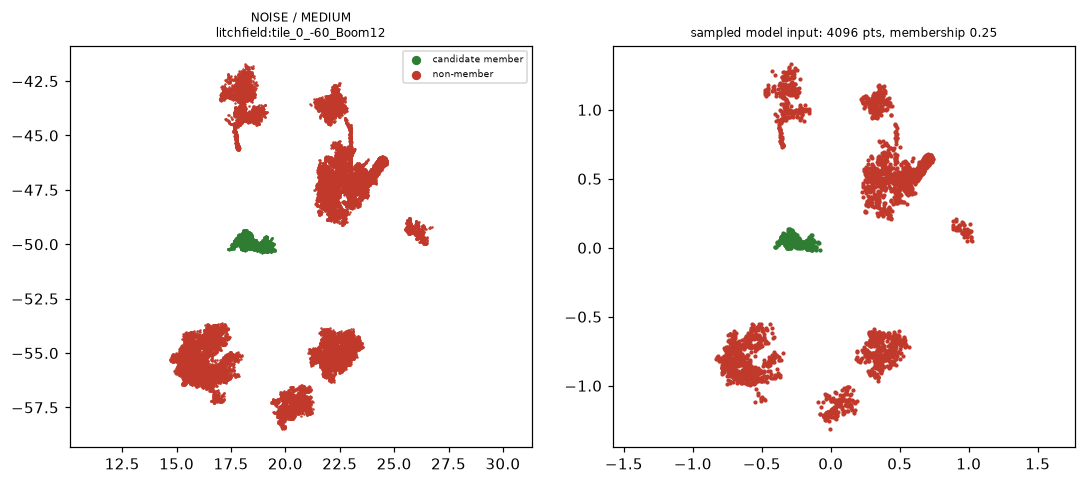 NOISE / MEDIUM
litchfield:tile_0_-60_Boom12
candidate member
non-member
−42.5
−45.0
−47.5
−50.0
−52.5
−55.0
−57.5
12.5 15.0 17.5 20.0 22.5 25.0 27.5 30.0
sampled model input: 4096 pts, membership 0.25
1.0
0.5
0.0
−0.5
−1.0
−1.5 −1.0 −0.5 0.0 0.5 1.0 1.5